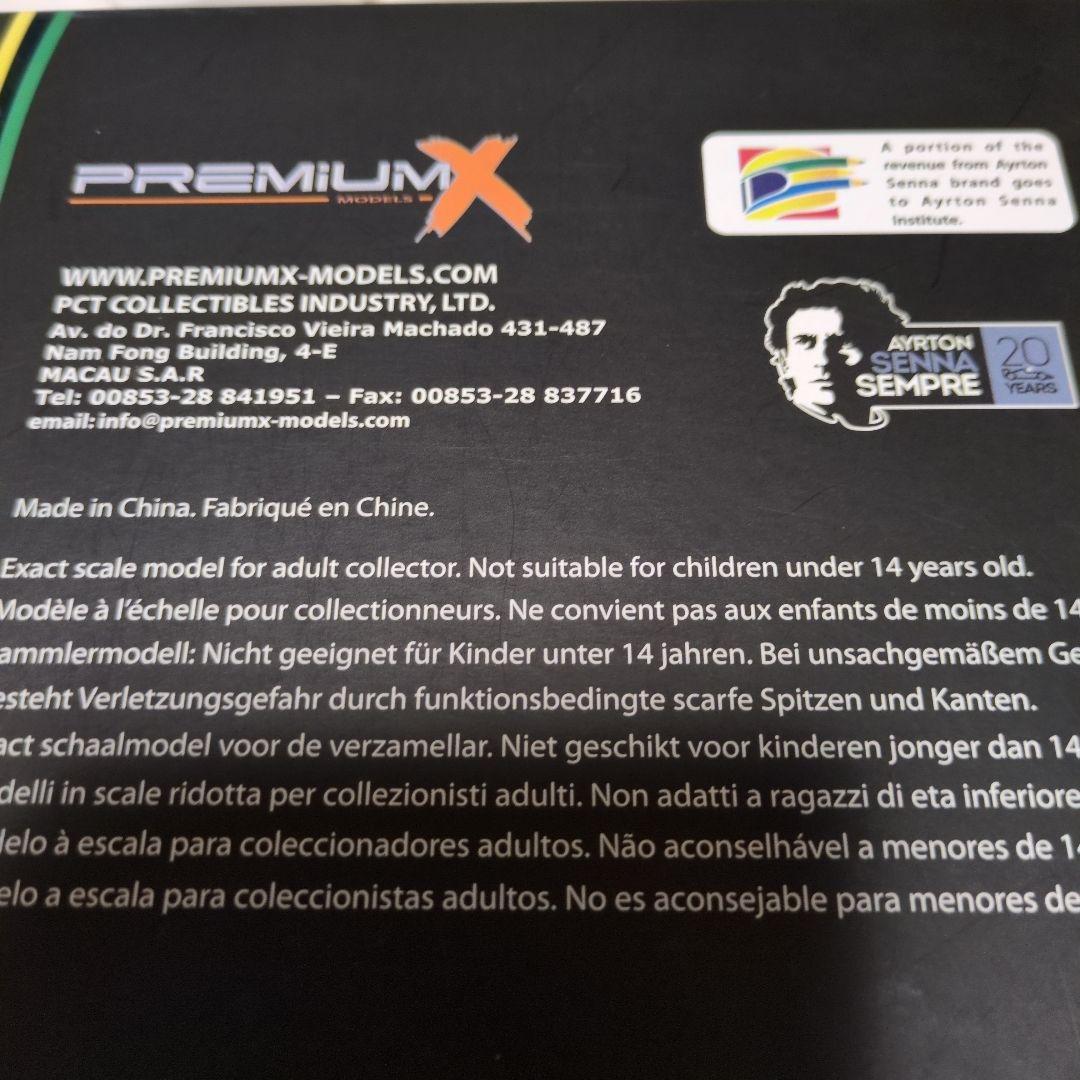 PREMiUM X
MODELS
A portion of the
revenue from Ayrton
Senna brand goes
to Ayrton Senna
Institute.
WWW.PREMIUMX-MODELS.COM
PCT COLLECTIBLES INDUSTRY, LTD.
Av. do Dr. Francisco Vieira Machado 431-487
Nam Fong Building, 4-E
MACAU S.A.R
Tel: 00853-28 841951 – Fax: 00853-28 837716
email: info@premiumx-models.com
AYRTON
SENNA
SEMPRE
20
YEARS
Made in China. Fabriqué en Chine.
Exact scale model for adult collector. Not suitable for children under 14 years old.
Modèle à l'échelle pour collectionneurs. Ne convient pas aux enfants de moins de 14
ammlermodell: Nicht geeignet für Kinder unter 14 jahren. Bei unsachgemäßem Ge
esteht Verletzungsgefahr durch funktionsbedingte scarfe Spitzen und Kanten.
act schaalmodel voor de verzamellar. Niet geschikt voor kinderen jonger dan 14
delli in scale ridotta per collezionisti adulti. Non adatti a ragazzi di eta inferiore
delo à escala para coleccionadores adultos. Não aconselhável a menores de 14
elo a escala para coleccionistas adultos. No es aconsejable para menores de